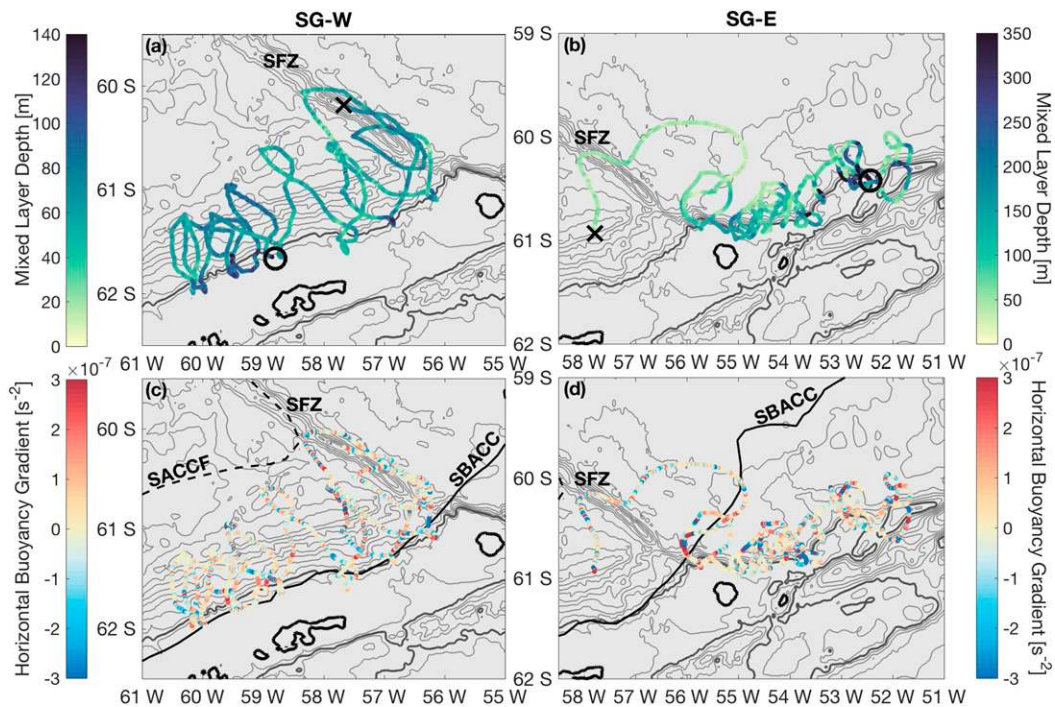 SG-W
SG-E
(a)
SFZ
140
120
100
80
60
40
20
0
Mixed Layer Depth [m]
60 S
61 S
62 S
61 W
60 W
59 W
58 W
57 W
56 W
55 W
(b)
SFZ
59 S
60 S
61 S
62 S
58 W
57 W
56 W
55 W
54 W
53 W
52 W
51 W
350
300
250
200
150
100
50
0
Mixed Layer Depth [m]
(c)
SFZ
SACCF
SBACC
×10⁻⁷
3
2
1
0
-1
-2
-3
Horizontal Buoyancy Gradient [s⁻²]
60 S
61 S
62 S
61 W
60 W
59 W
58 W
57 W
56 W
55 W
(d)
SFZ
SBACC
59 S
60 S
61 S
62 S
58 W
57 W
56 W
55 W
54 W
53 W
52 W
51 W
×10⁻⁷
3
2
1
0
-1
-2
-3
Horizontal Buoyancy Gradient [s⁻²]